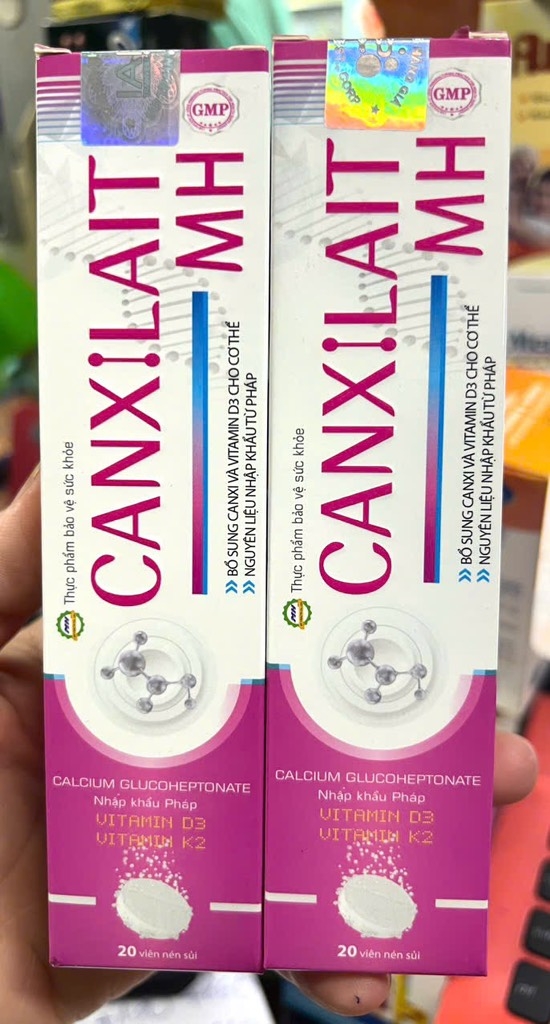 GMP
CANXILAIT
MH
Thực phẩm bảo vệ sức khỏe
BỔ SUNG CANXI VÀ VITAMIN D3 CHO CƠ THỂ
NGUYÊN LIỆU NHẬP KHẨU TỪ PHÁP
CALCIUM GLUCOHEPTONATE
Nhập khẩu Pháp
VITAMIN D3
VITAMIN K2
20 viên nén sủi
CORP
GMP
CANXILAIT
MH
Thực phẩm bảo vệ sức khỏe
BỔ SUNG CANXI VÀ VITAMIN D3 CHO CƠ THỂ
NGUYÊN LIỆU NHẬP KHẨU TỪ PHÁP
CALCIUM GLUCOHEPTONATE
Nhập khẩu Pháp
VITAMIN D3
VITAMIN K2
20 viên nén sủi